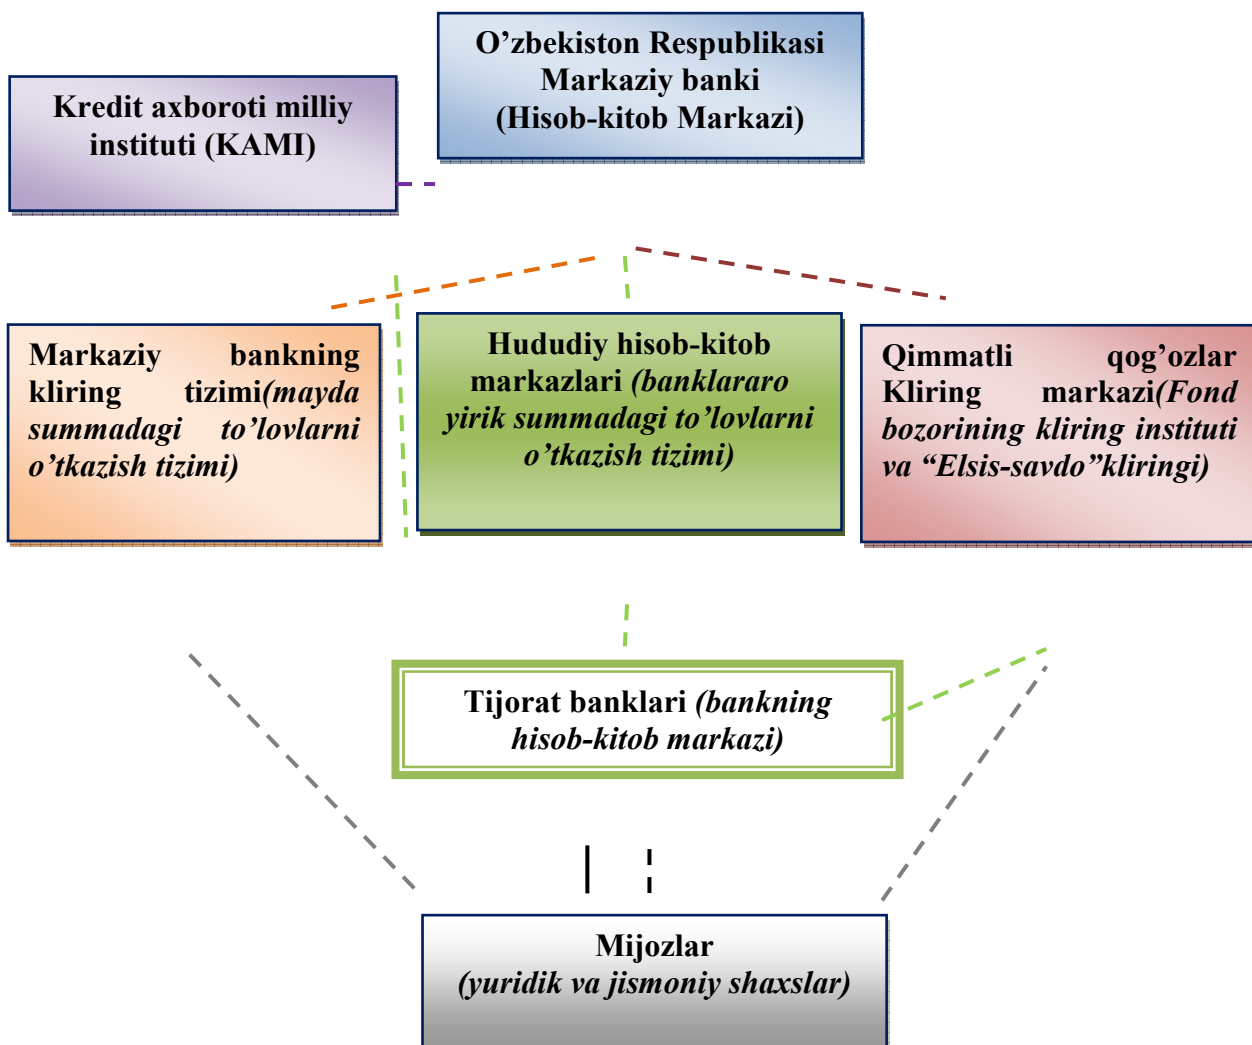 O’zbekiston Respublikasi
Markaziy banki
(Hisob-kitob Markazi)
Kredit axboroti milliy
instituti (KAMI)
Markaziy bankning
kliring tizimi(mayda
summadagi to’lovlarni
o’tkazish tizimi)
Hududiy hisob-kitob
markazlari (banklararo
yirik summadagi to’lovlarni
o’tkazish tizimi)
Qimmatli qog’ozlar
Kliring markazi(Fond
bozorining kliring instituti
va “Elsis-savdo”kliringi)
Tijorat banklari (bankning
hisob-kitob markazi)
Mijozlar
(yuridik va jismoniy shaxslar)